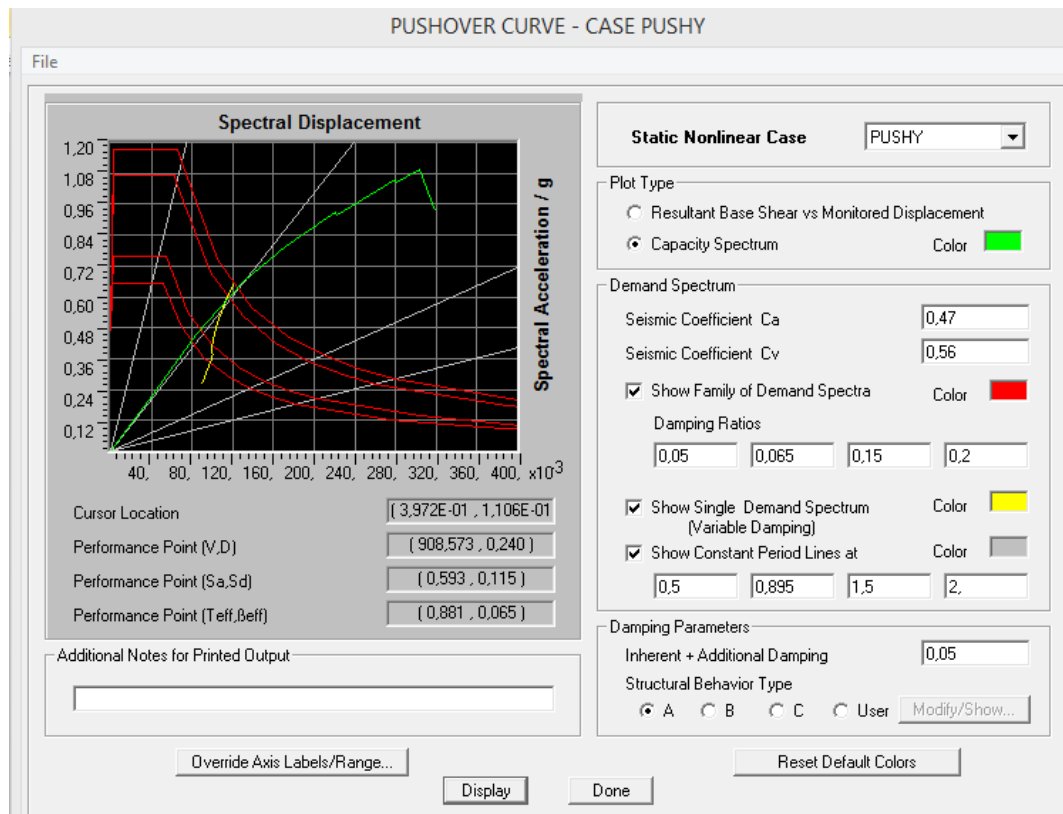 PUSHOVER CURVE - CASE PUSHY
File
Spectral Displacement
1,20
1,08
0,96
0,84
0,72
0,60
0,48
0,36
0,24
0,12
40, 80, 120, 160, 200, 240, 280, 320, 360, 400, x10-3
Spectral Acceleration / g
Cursor Location ( 3,972E-01 , 1,106E-01
Performance Point (V,D) ( 908,573 , 0,240 )
Performance Point (Sa,Sd) ( 0,593 , 0,115 )
Performance Point (Teff,ßeff) ( 0,881 , 0,065 )
Additional Notes for Printed Output
Override Axis Labels/Range...
Static Nonlinear Case PUSHY
Plot Type
Resultant Base Shear vs Monitored Displacement
Capacity Spectrum Color
Demand Spectrum
Seismic Coefficient Ca 0,47
Seismic Coefficient Cv 0,56
Show Family of Demand Spectra Color
Damping Ratios
0,05 0,065 0,15 0,2
Show Single Demand Spectrum Color
(Variable Damping)
Show Constant Period Lines at Color
0,5 0,895 1,5 2,
Damping Parameters
Inherent + Additional Damping 0,05
Structural Behavior Type
A B C User Modify/Show...
Reset Default Colors
Display Done